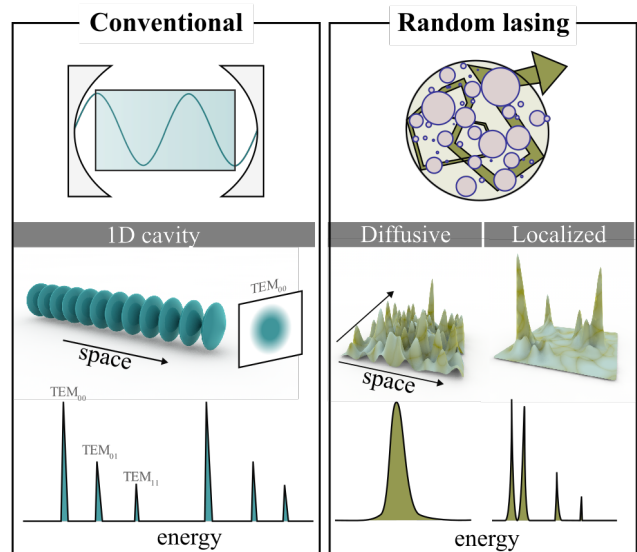 Conventional
Random lasing
1D cavity
Diffusive
Localized
TEM₀₀
space
space
TEM₀₀
TEM₀₁
TEM₁₁
energy
energy